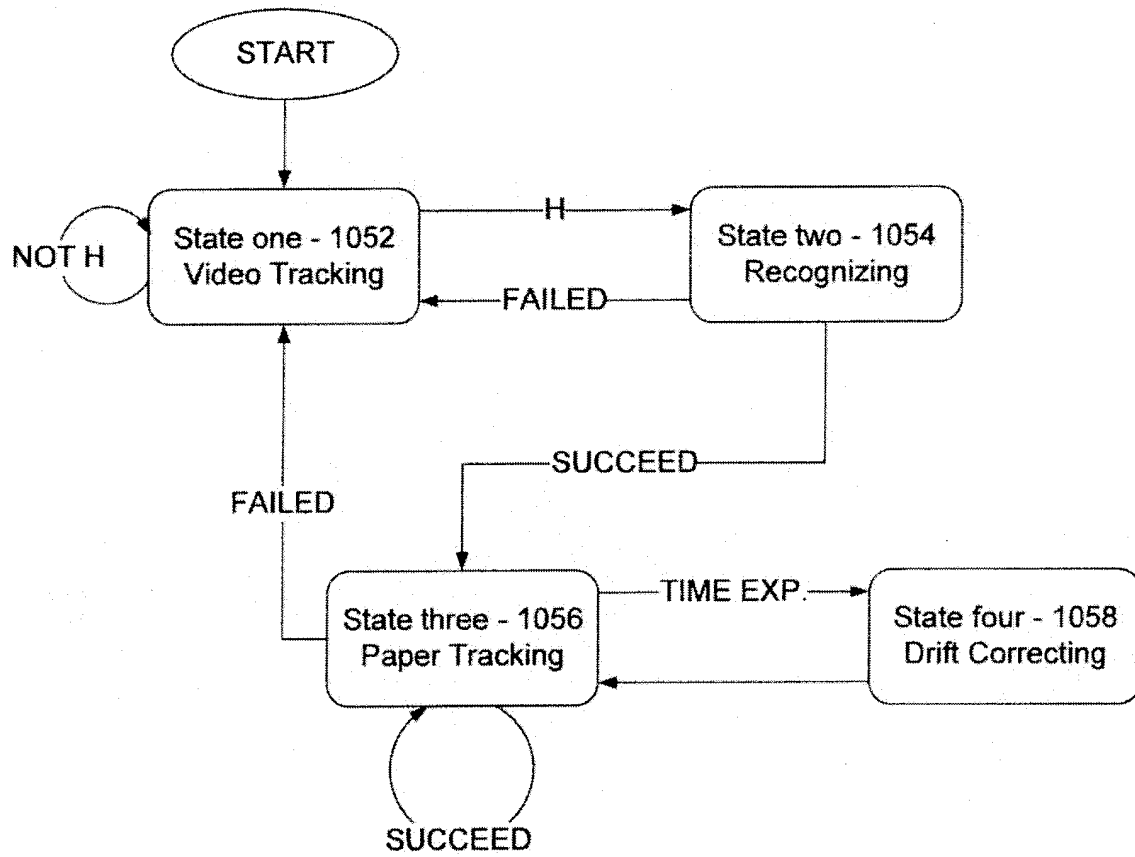 START
State one - 1052
Video Tracking
NOT H
H
State two - 1054
Recognizing
FAILED
SUCCEED
FAILED
State three - 1056
Paper Tracking
TIME EXP.
State four - 1058
Drift Correcting
SUCCEED